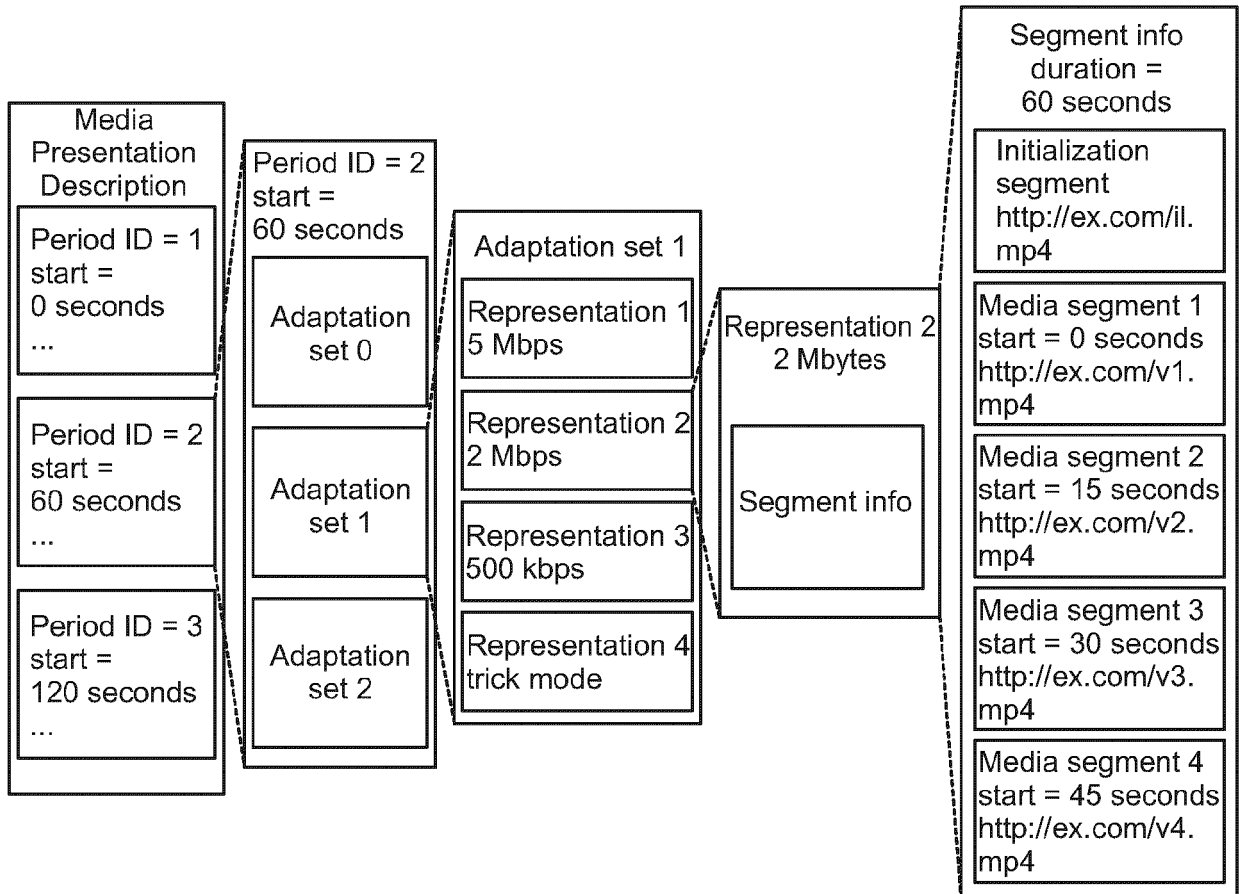 Media
Presentation
Description
Period ID = 1
start =
0 seconds
...
Period ID = 2
start =
60 seconds
...
Period ID = 3
start =
120 seconds
...
Period ID = 2
start =
60 seconds
Adaptation
set 0
Adaptation
set 1
Adaptation
set 2
Adaptation set 1
Representation 1
5 Mbps
Representation 2
2 Mbps
Representation 3
500 kbps
Representation 4
trick mode
Representation 2
2 Mbytes
Segment info
Segment info
duration =
60 seconds
Initialization
segment
http://ex.com/il.
mp4
Media segment 1
start = 0 seconds
http://ex.com/v1.
mp4
Media segment 2
start = 15 seconds
http://ex.com/v2.
mp4
Media segment 3
start = 30 seconds
http://ex.com/v3.
mp4
Media segment 4
start = 45 seconds
http://ex.com/v4.
mp4